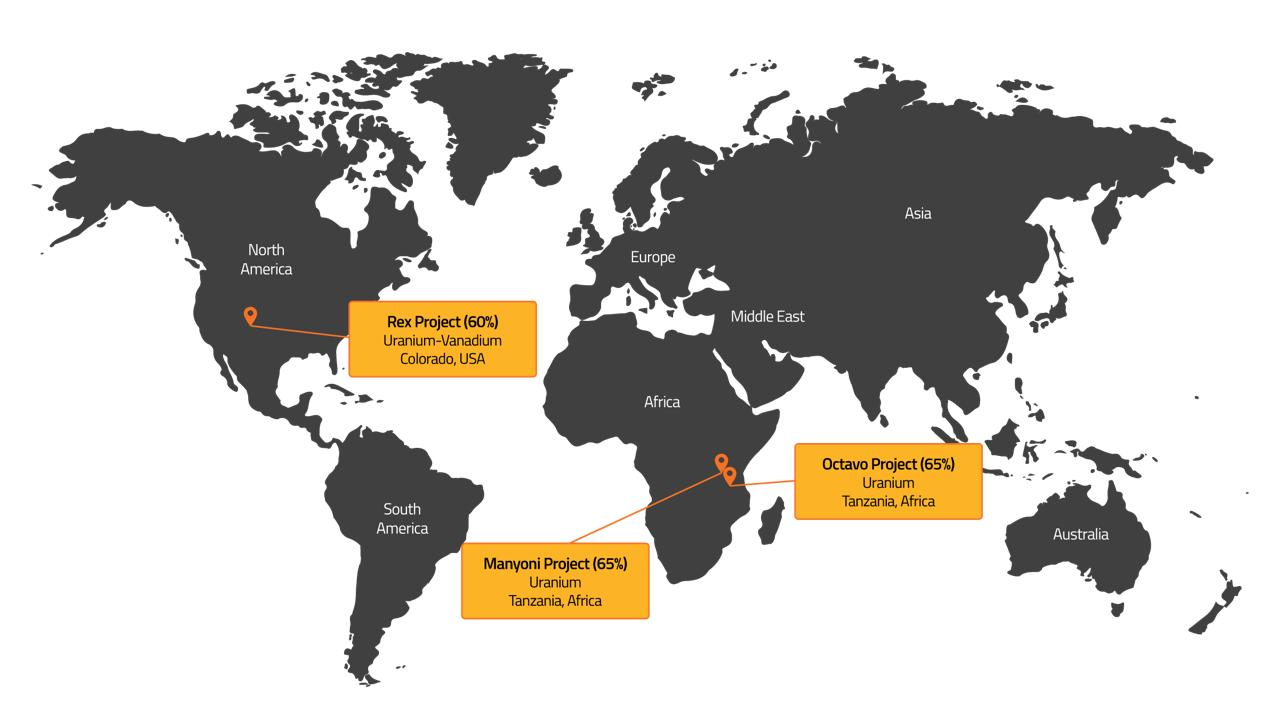 Asia
North
America
Europe
Middle East
Rex Project (60%)
Uranium-Vanadium
Colorado, USA
Africa
Octavo Project (65%)
Uranium
Tanzania, Africa
South
America
Australia
Manyoni Project (65%)
Uranium
Tanzania, Africa